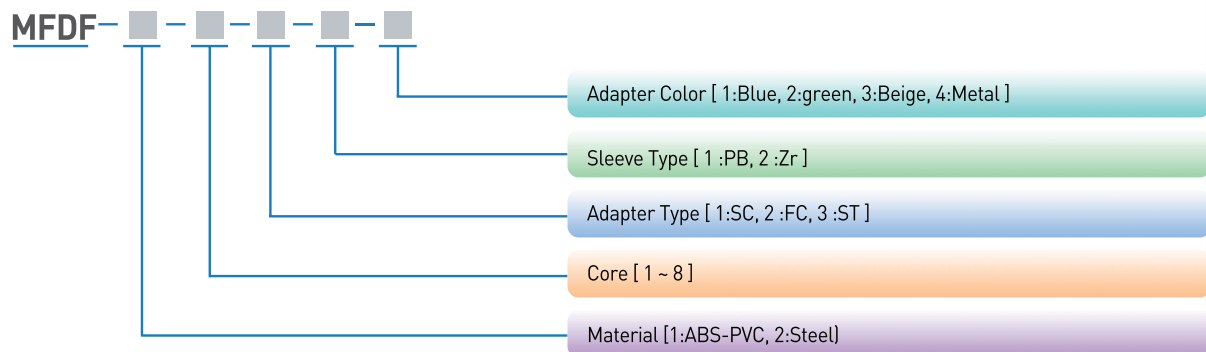 MFDF
Adapter Color [ 1:Blue, 2:green, 3:Beige, 4:Metal ]
Sleeve Type [ 1 :PB, 2 :Zr ]
Adapter Type [ 1:SC, 2 :FC, 3 :ST ]
Core [ 1 ~ 8 ]
Material [1:ABS-PVC, 2:Steel)